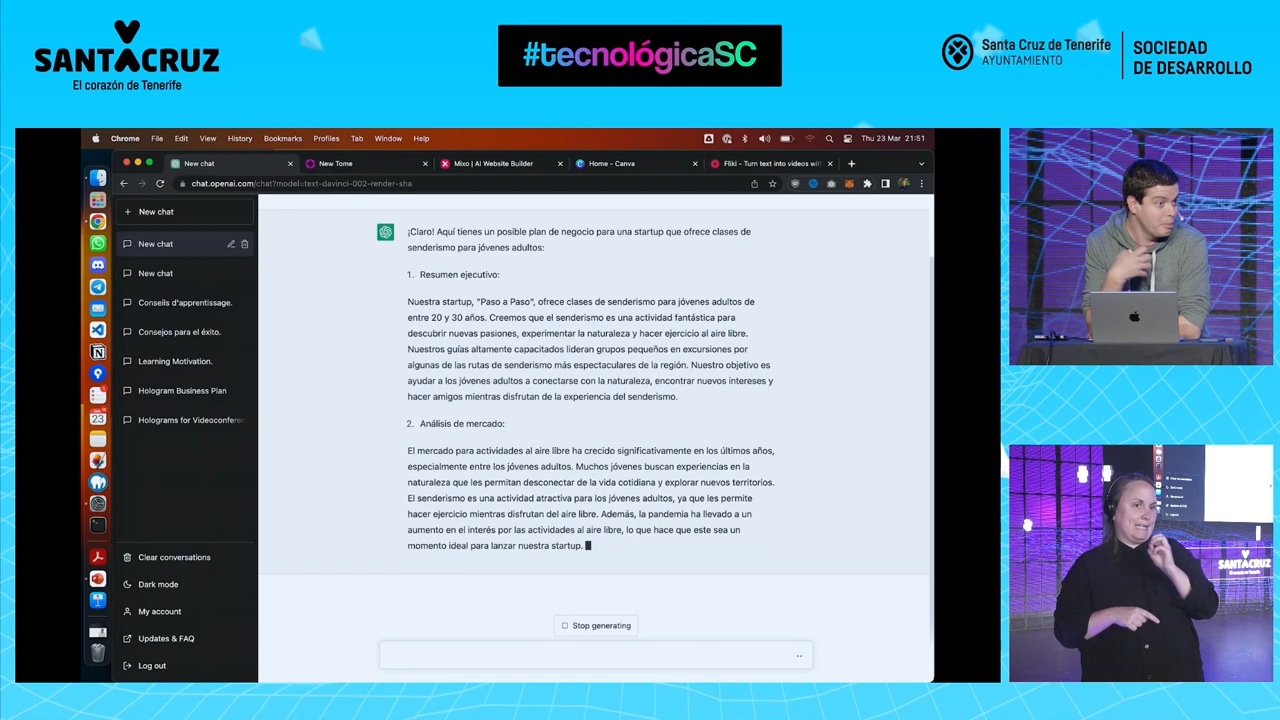 SANTACRUZ
El corazón de Tenerife
#tecnológicaSC
Santa Cruz de Tenerife
AYUNTAMIENTO
SOCIEDAD
DE DESARROLLO
Chrome File Edit View History Bookmarks Profiles Tab Window Help
Thu 23 Mar 21:51
New chat
New Tome
Mixo | AI Website Builder
Home - Canva
Fliki - Turn text into videos wit
chat.openai.com/chat?model=text-davinci-002-render-sha
New chat
New chat
New chat
Conseils d'apprentissage.
Consejos para el éxito.
Learning Motivation.
Hologram Business Plan
Holograms for Videoconferen
Clear conversations
Dark mode
My account
Updates & FAQ
Log out
¡Claro! Aquí tienes un posible plan de negocio para una startup que ofrece clases de
senderismo para jóvenes adultos:
1. Resumen ejecutivo:
Nuestra startup, "Paso a Paso", ofrece clases de senderismo para jóvenes adultos de
entre 20 y 30 años. Creemos que el senderismo es una actividad fantástica para
descubrir nuevas pasiones, experimentar la naturaleza y hacer ejercicio al aire libre.
Nuestros guías altamente capacitados lideran grupos pequeños en excursiones por
algunas de las rutas de senderismo más espectaculares de la región. Nuestro objetivo es
ayudar a los jóvenes adultos a conectarse con la naturaleza, encontrar nuevos intereses y
hacer amigos mientras disfrutan de la experiencia del senderismo.
2. Análisis de mercado:
El mercado para actividades al aire libre ha crecido significativamente en los últimos años,
especialmente entre los jóvenes adultos. Muchos jóvenes buscan experiencias en la
naturaleza que les permitan desconectar de la vida cotidiana y explorar nuevos territorios.
El senderismo es una actividad atractiva para los jóvenes adultos, ya que les permite
hacer ejercicio mientras disfrutan del aire libre. Además, la pandemia ha llevado a un
aumento en el interés por las actividades al aire libre, lo que hace que este sea un
momento ideal para lanzar nuestra startup.
Stop generating
23
SANTACRUZ